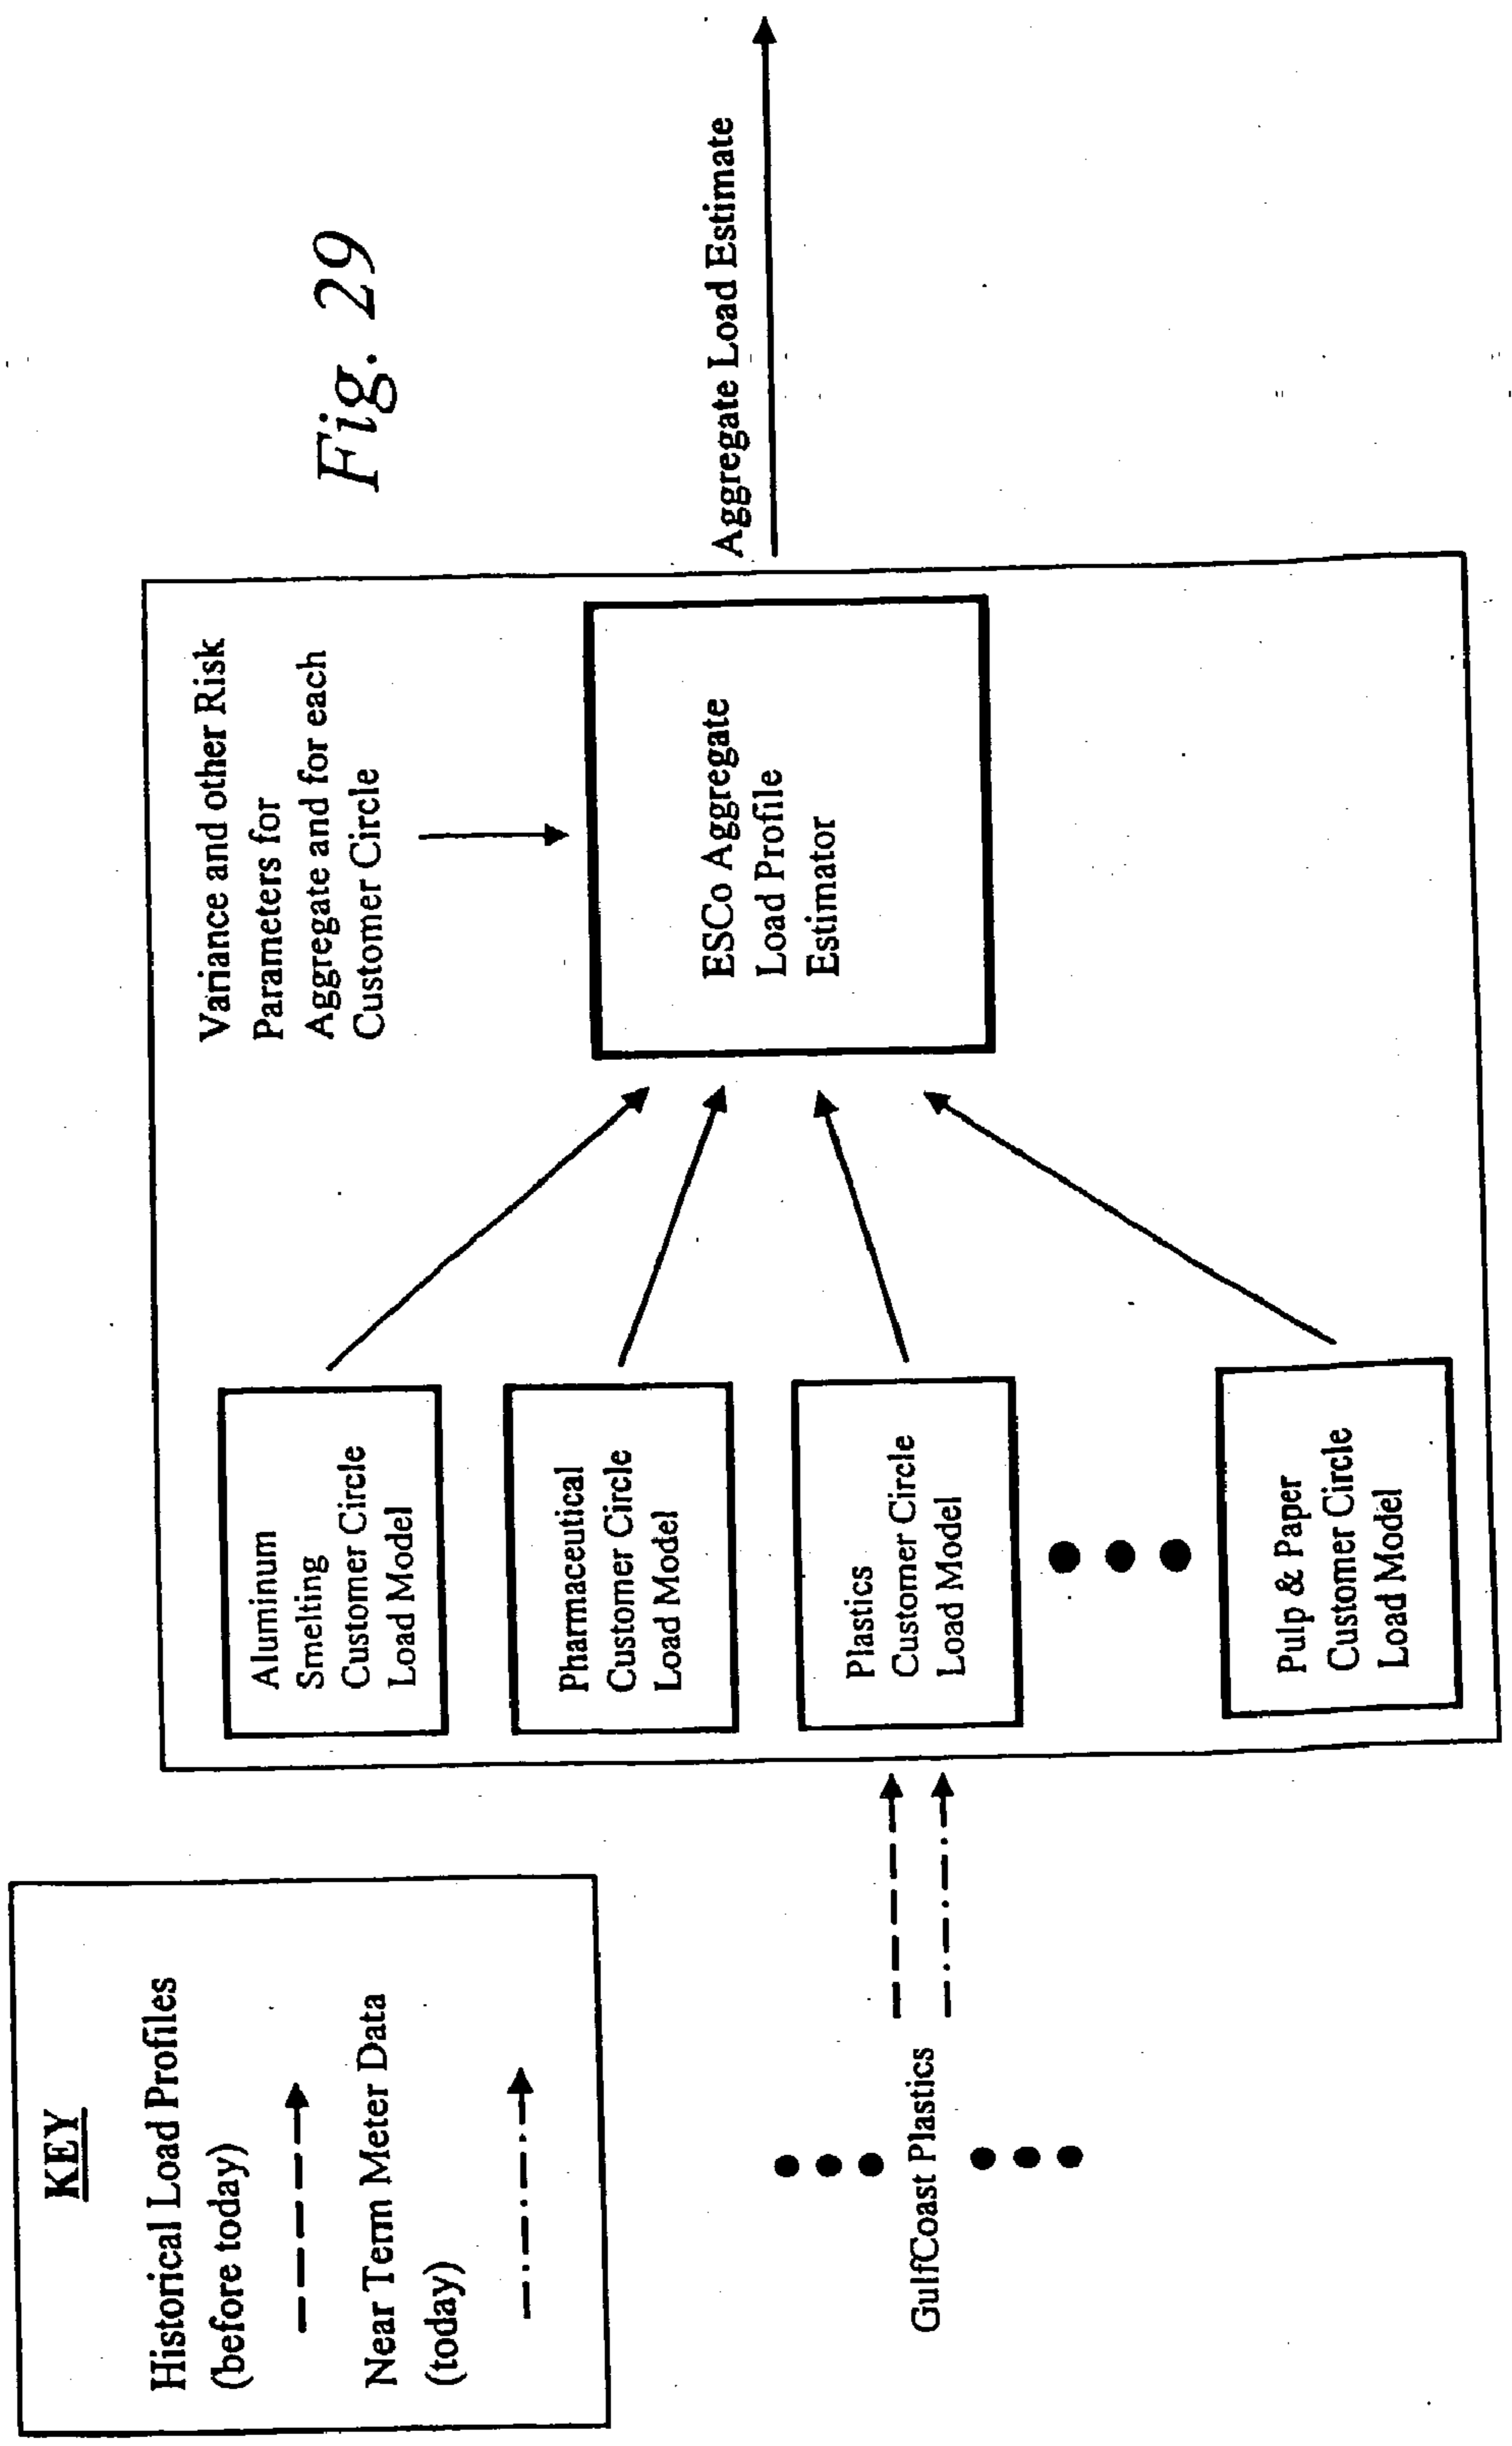 KEY
Historical Load Profiles
(before today)
Near Term Meter Data
(today)
GulfCoast Plastics
Aluminum
Smelting
Customer Circle
Load Model
Pharmaceutical
Customer Circle
Load Model
Plastics
Customer Circle
Load Model
Pulp & Paper
Customer Circle
Load Model
Variance and other Risk
Parameters for
Aggregate and for each
Customer Circle
ESCo Aggregate
Load Profile
Estimator
Aggregate Load Estimate
Fig. 29